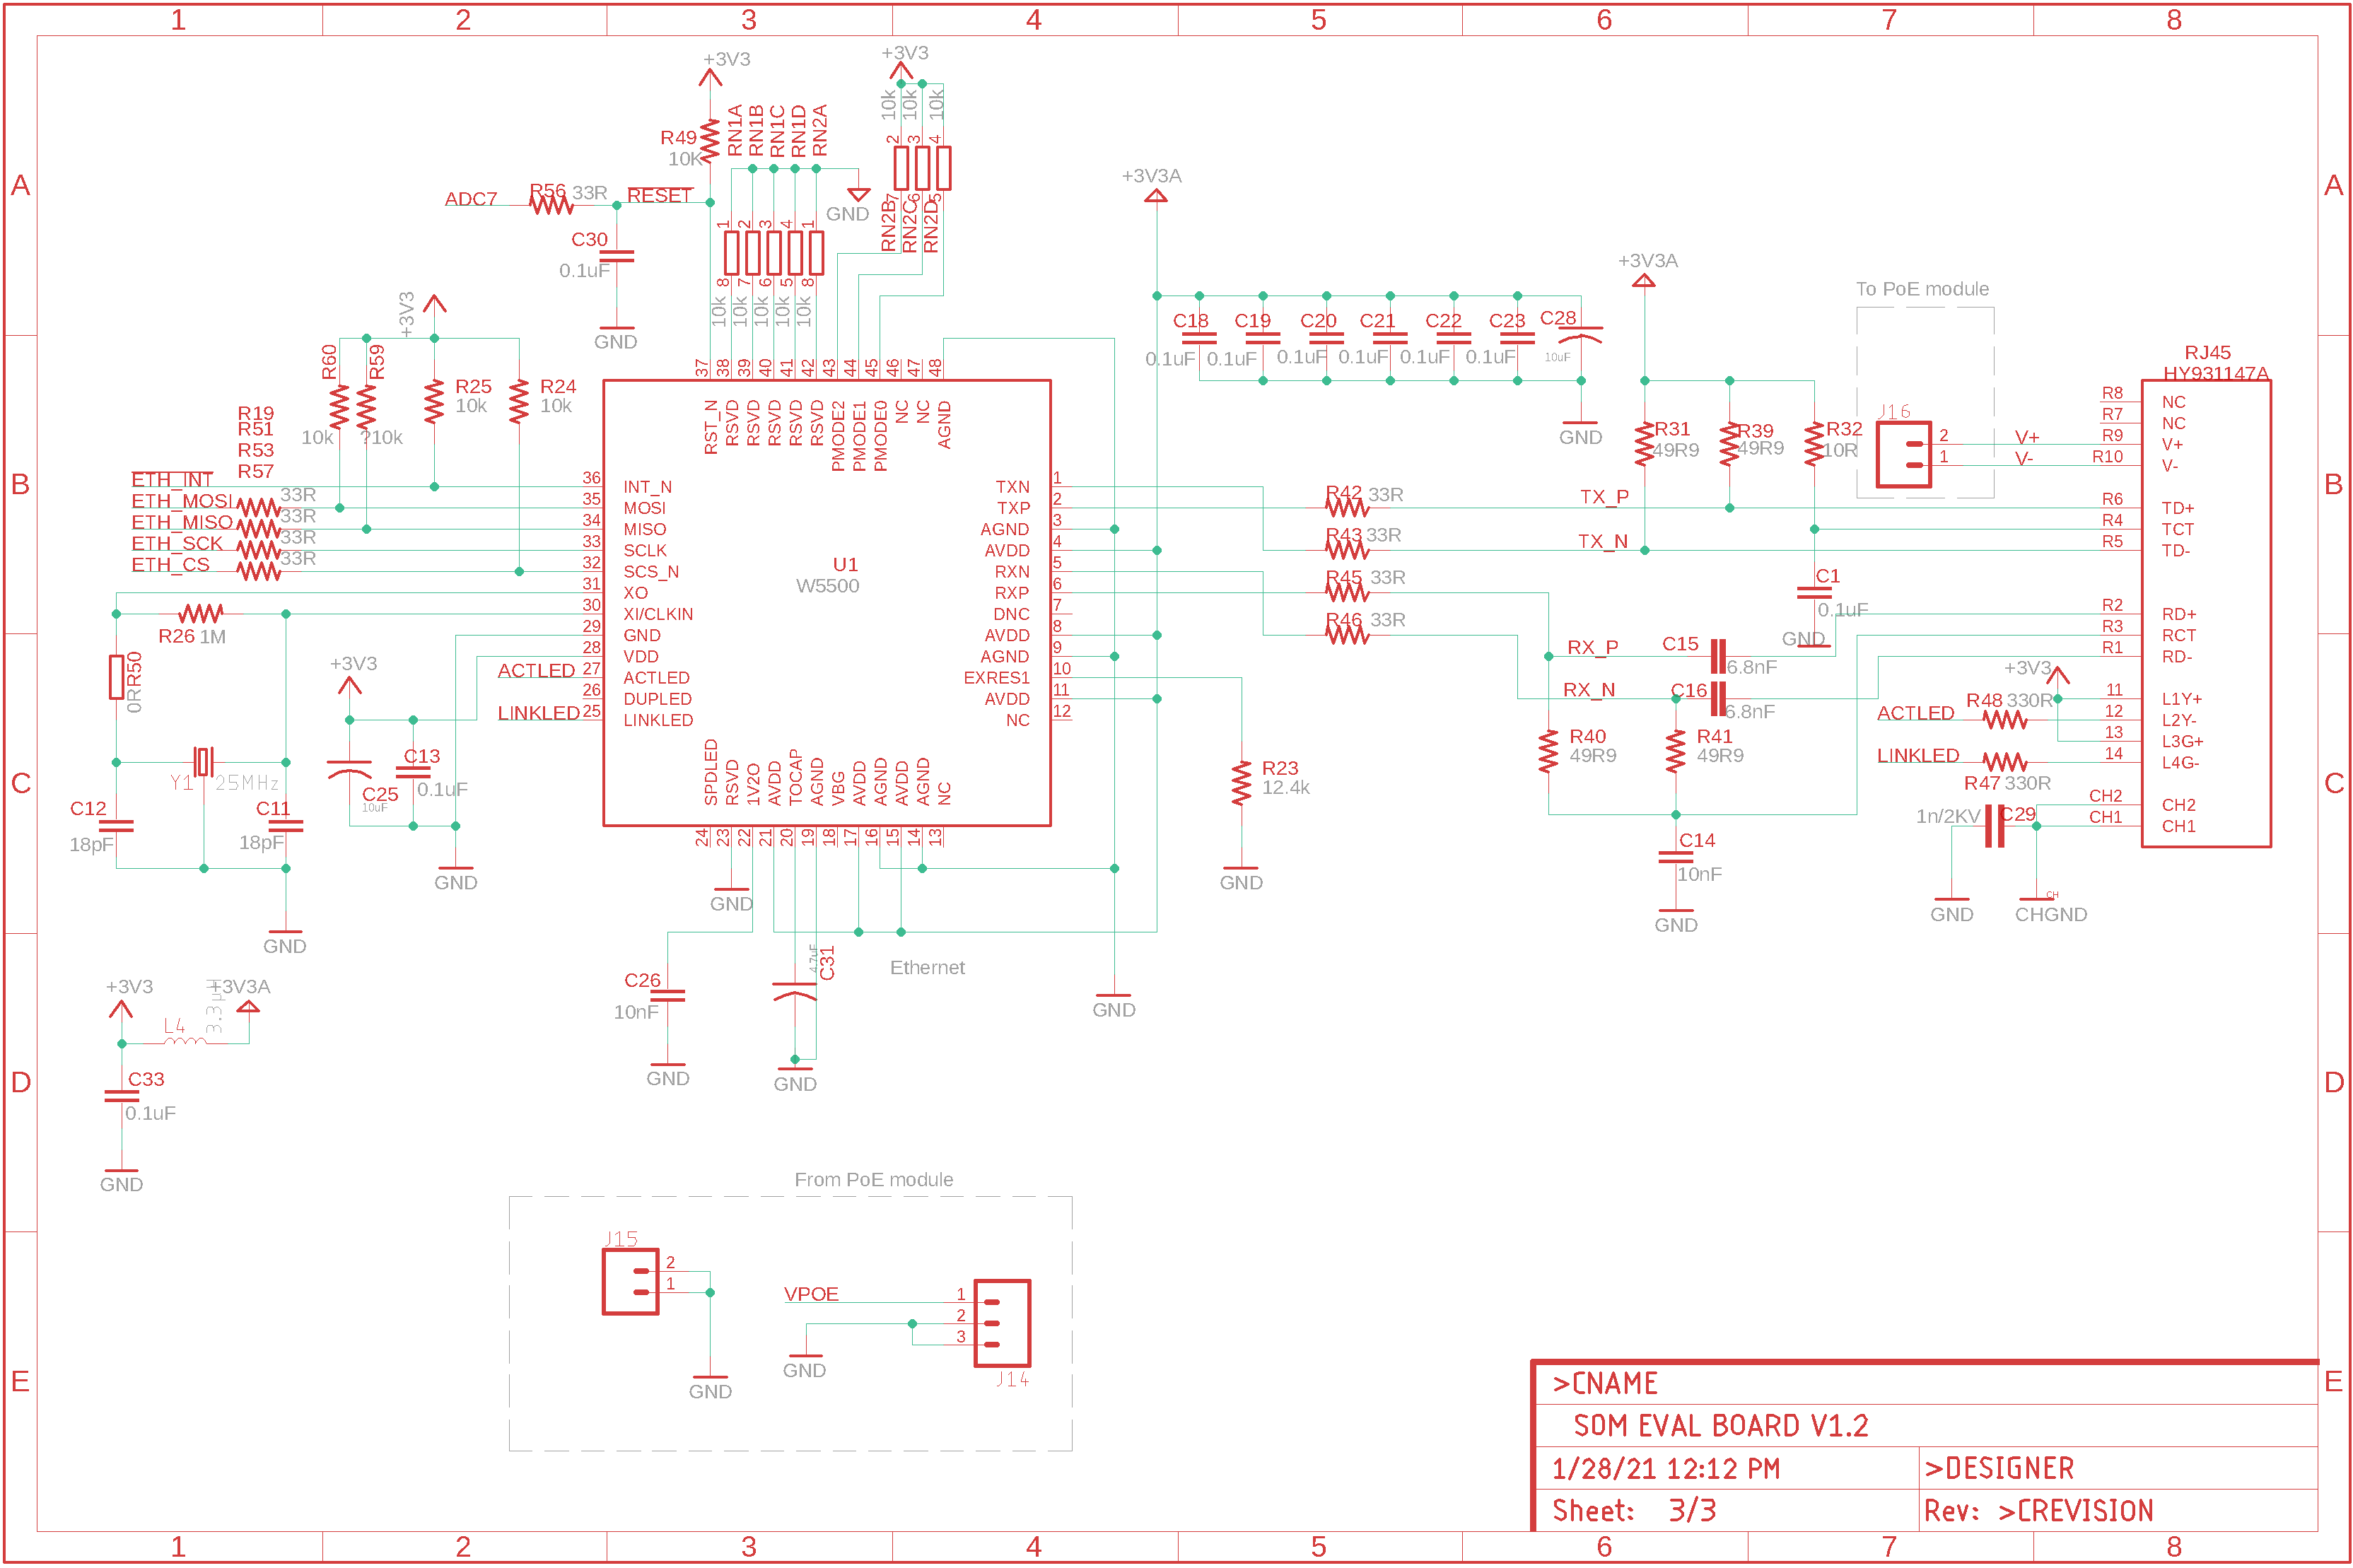 1 2 3 4 5 6 7 8
A
B
C
D
E
A
B
C
D
E
+3V3
R49
10K
RN1A
RN1B
RN1C
RN1D
RN2A
+3V3
10k
10k
10k
2
3
4
7
6
5
RN2B
RN2C
RN2D
GND
ADC7
R56 33R
RESET
C30
0.1uF
GND
1 2 3 4 1
8 7 6 5 8
10k
10k
10k
10k
10k
+3V3
R60
R59
10k
?10k
R25
10k
R24
10k
R19
R51
R53
R57
ETH_INT
ETH_MOSI 33R
ETH_MISO 33R
ETH_SCK 33R
ETH_CS 33R
R26 1M
R50
0R
Y1 25MHz
C12
18pF
C11
18pF
GND
+3V3
C25
10uF
C13
0.1uF
GND
ACTLED
LINKLED
37 38 39 40 41 42 43 44 45 46 47 48
RST_N
RSVD
RSVD
RSVD
RSVD
RSVD
PMODE2
PMODE1
PMODE0
NC
NC
AGND
36 INT_N
35 MOSI
34 MISO
33 SCLK
32 SCS_N
31 XO
30 XI/CLKIN
29 GND
28 VDD
27 ACTLED
26 DUPLED
25 LINKLED
U1
W5500
TXN 1
TXP 2
AGND 3
AVDD 4
RXN 5
RXP 6
DNC 7
AVDD 8
AGND 9
EXRES1 10
AVDD 11
NC 12
SPDLED
RSVD
1V2O
AVDD
TOCAP
AGND
VBG
AVDD
AGND
AVDD
AGND
NC
24 23 22 21 20 19 18 17 16 15 14 13
GND
C26
10nF
GND
4.7uF
C31
GND
Ethernet
GND
R23
12.4k
GND
+3V3A
C18
0.1uF
C19
0.1uF
C20
0.1uF
C21
0.1uF
C22
0.1uF
C23
0.1uF
C28
10uF
GND
+3V3A
R31
49R9
R39
49R9
R32
10R
R42 33R
R43 33R
R45 33R
R46 33R
TX_P
TX_N
RX_P
RX_N
C1
0.1uF
GND
C15
6.8nF
C16
6.8nF
R40
49R9
R41
49R9
C14
10nF
GND
To PoE module
J16
2 V+
1 V-
RJ45
HY931147A
R8 NC
R7 NC
R9 V+
R10 V-
R6 TD+
R4 TCT
R5 TD-
R2 RD+
R3 RCT
R1 RD-
11 L1Y+
12 L2Y-
13 L3G+
14 L4G-
CH2 CH2
CH1 CH1
+3V3
ACTLED
R48 330R
LINKLED
R47 330R
1n/2KV
C29
GND
CH
CHGND
+3V3
+3V3A
L4
3.3µH
C33
0.1uF
GND
From PoE module
J15
2
1
GND
VPOE
1
2
3
GND
J14
>CNAME
SOM EVAL BOARD V1.2
1/28/21 12:12 PM
>DESIGNER
Sheet: 3/3
Rev: >CREVISION
1 2 3 4 5 6 7 8